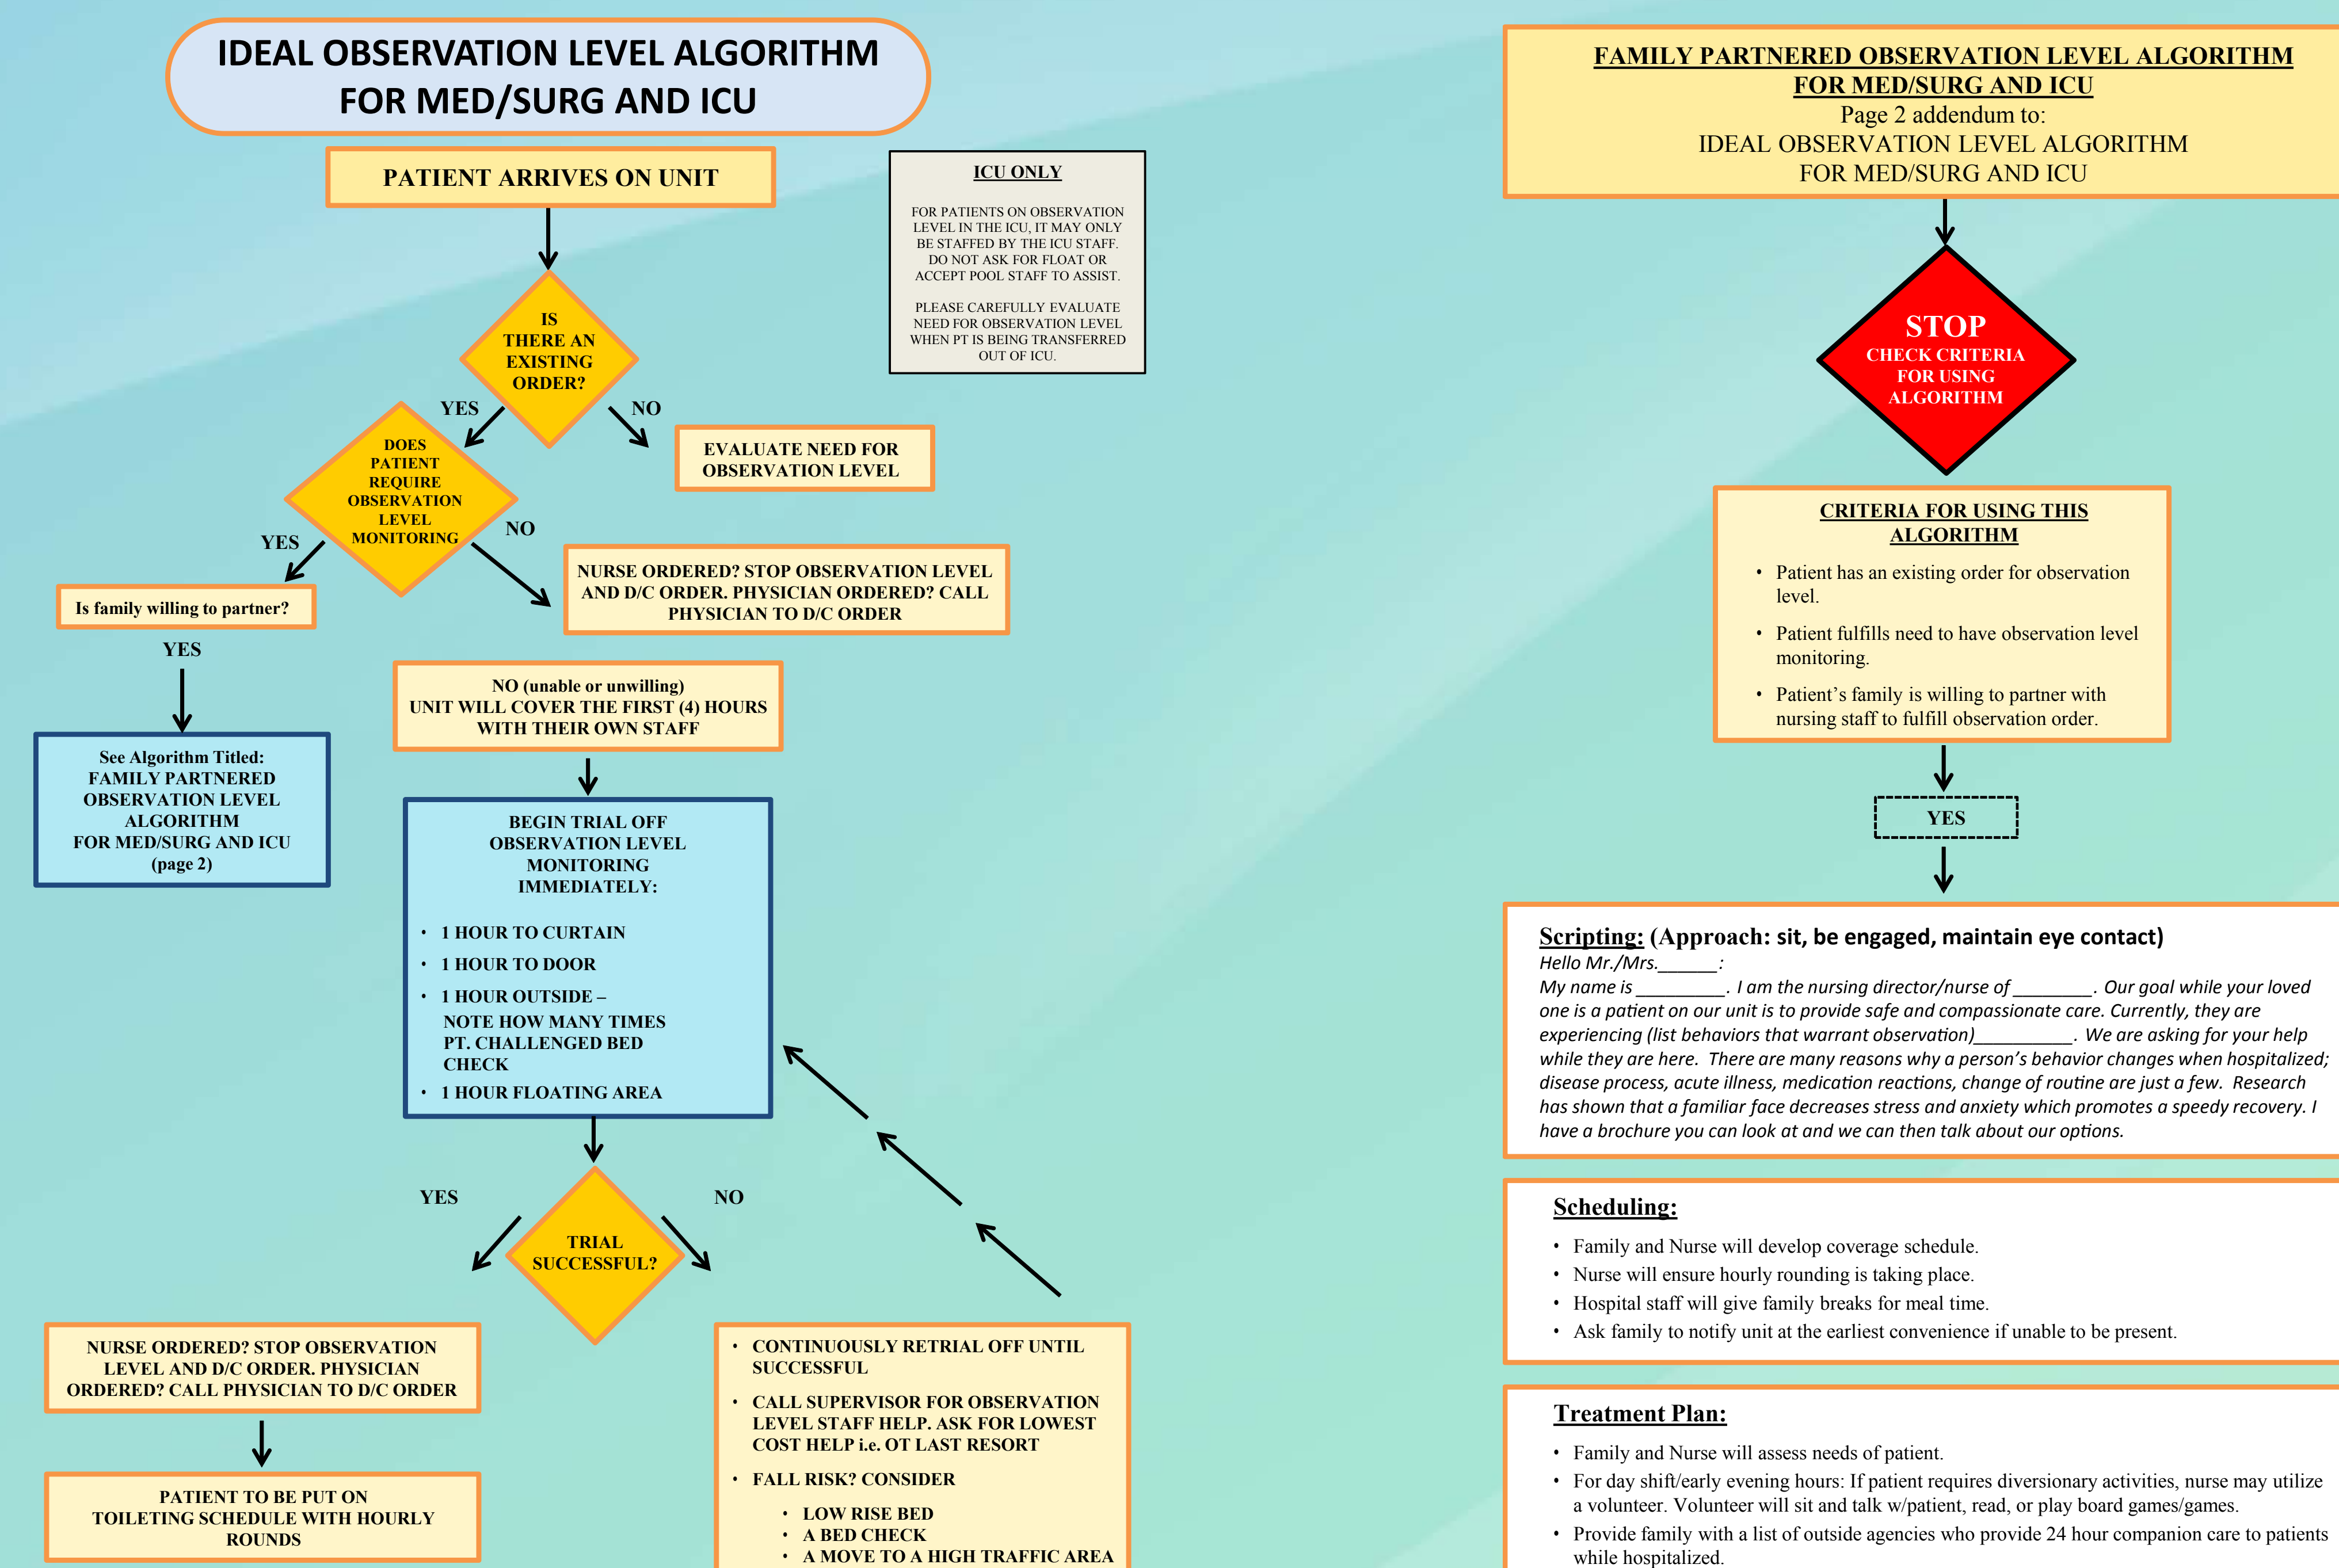 IDEAL OBSERVATION LEVEL ALGORITHM
FOR MED/SURG AND ICU
PATIENT ARRIVES ON UNIT
ICU ONLY
FOR PATIENTS ON OBSERVATION
LEVEL IN THE ICU, IT MAY ONLY
BE STAFFED BY THE ICU STAFF.
DO NOT ASK FOR FLOAT OR
ACCEPT POOL STAFF TO ASSIST.
PLEASE CAREFULLY EVALUATE
NEED FOR OBSERVATION LEVEL
WHEN PT IS BEING TRANSFERRED
OUT OF ICU.
IS
THERE AN
EXISTING
ORDER?
YES
NO
EVALUATE NEED FOR
OBSERVATION LEVEL
DOES
PATIENT
REQUIRE
OBSERVATION
LEVEL
MONITORING
YES
NO
NURSE ORDERED? STOP OBSERVATION LEVEL
AND D/C ORDER. PHYSICIAN ORDERED? CALL
PHYSICIAN TO D/C ORDER
Is family willing to partner?
YES
See Algorithm Titled:
FAMILY PARTNERED
OBSERVATION LEVEL
ALGORITHM
FOR MED/SURG AND ICU
(page 2)
NO (unable or unwilling)
UNIT WILL COVER THE FIRST (4) HOURS
WITH THEIR OWN STAFF
BEGIN TRIAL OFF
OBSERVATION LEVEL
MONITORING
IMMEDIATELY:
• 1 HOUR TO CURTAIN
• 1 HOUR TO DOOR
• 1 HOUR OUTSIDE –
NOTE HOW MANY TIMES
PT. CHALLENGED BED
CHECK
• 1 HOUR FLOATING AREA
TRIAL
SUCCESSFUL?
YES
NO
NURSE ORDERED? STOP OBSERVATION
LEVEL AND D/C ORDER. PHYSICIAN
ORDERED? CALL PHYSICIAN TO D/C ORDER
PATIENT TO BE PUT ON
TOILETING SCHEDULE WITH HOURLY
ROUNDS
• CONTINUOUSLY RETRIAL OFF UNTIL
SUCCESSFUL
• CALL SUPERVISOR FOR OBSERVATION
LEVEL STAFF HELP. ASK FOR LOWEST
COST HELP i.e. OT LAST RESORT
• FALL RISK? CONSIDER
• LOW RISE BED
• A BED CHECK
• A MOVE TO A HIGH TRAFFIC AREA
FAMILY PARTNERED OBSERVATION LEVEL ALGORITHM
FOR MED/SURG AND ICU
Page 2 addendum to:
IDEAL OBSERVATION LEVEL ALGORITHM
FOR MED/SURG AND ICU
STOP
CHECK CRITERIA
FOR USING
ALGORITHM
CRITERIA FOR USING THIS
ALGORITHM
• Patient has an existing order for observation
level.
• Patient fulfills need to have observation level
monitoring.
• Patient’s family is willing to partner with
nursing staff to fulfill observation order.
YES
Scripting: (Approach: sit, be engaged, maintain eye contact)
Hello Mr./Mrs.______:
My name is _________. I am the nursing director/nurse of ________. Our goal while your loved
one is a patient on our unit is to provide safe and compassionate care. Currently, they are
experiencing (list behaviors that warrant observation)__________. We are asking for your help
while they are here. There are many reasons why a person’s behavior changes when hospitalized;
disease process, acute illness, medication reactions, change of routine are just a few. Research
has shown that a familiar face decreases stress and anxiety which promotes a speedy recovery. I
have a brochure you can look at and we can then talk about our options.
Scheduling:
• Family and Nurse will develop coverage schedule.
• Nurse will ensure hourly rounding is taking place.
• Hospital staff will give family breaks for meal time.
• Ask family to notify unit at the earliest convenience if unable to be present.
Treatment Plan:
• Family and Nurse will assess needs of patient.
• For day shift/early evening hours: If patient requires diversionary activities, nurse may utilize
a volunteer. Volunteer will sit and talk w/patient, read, or play board games/games.
• Provide family with a list of outside agencies who provide 24 hour companion care to patients
while hospitalized.